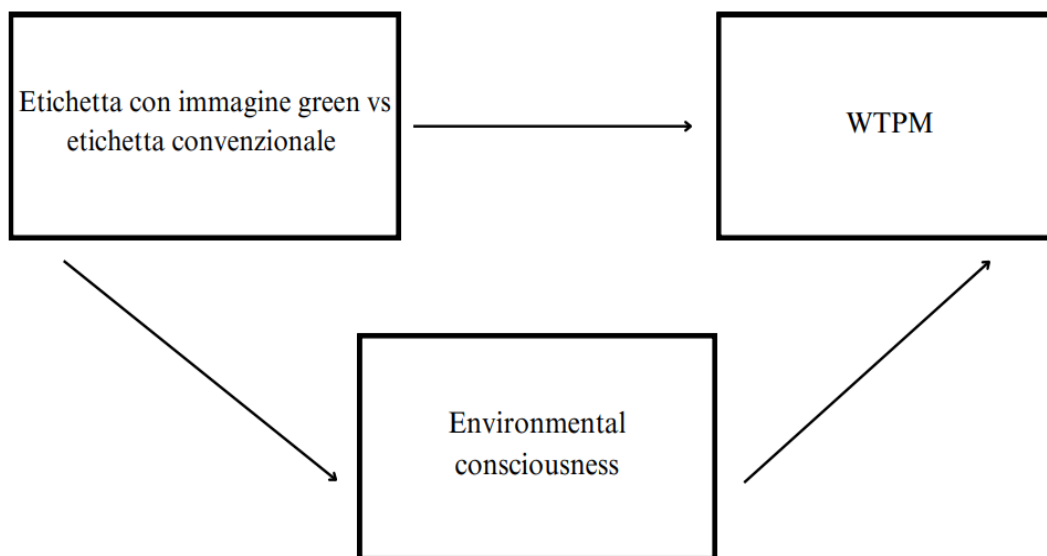 Etichetta con immagine green vs
etichetta convenzionale
WTPM
Environmental
consciousness